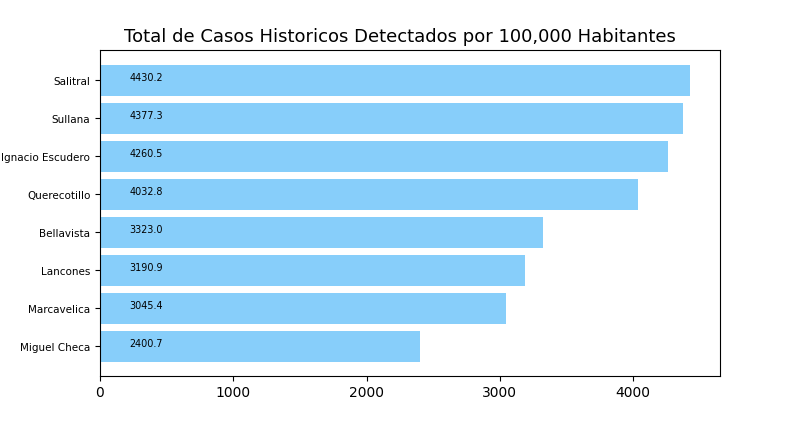 Total de Casos Historicos Detectados por 100,000 Habitantes
Salitral 4430.2
Sullana 4377.3
Ignacio Escudero 4260.5
Querecotillo 4032.8
Bellavista 3323.0
Lancones 3190.9
Marcavelica 3045.4
Miguel Checa 2400.7
0 1000 2000 3000 4000